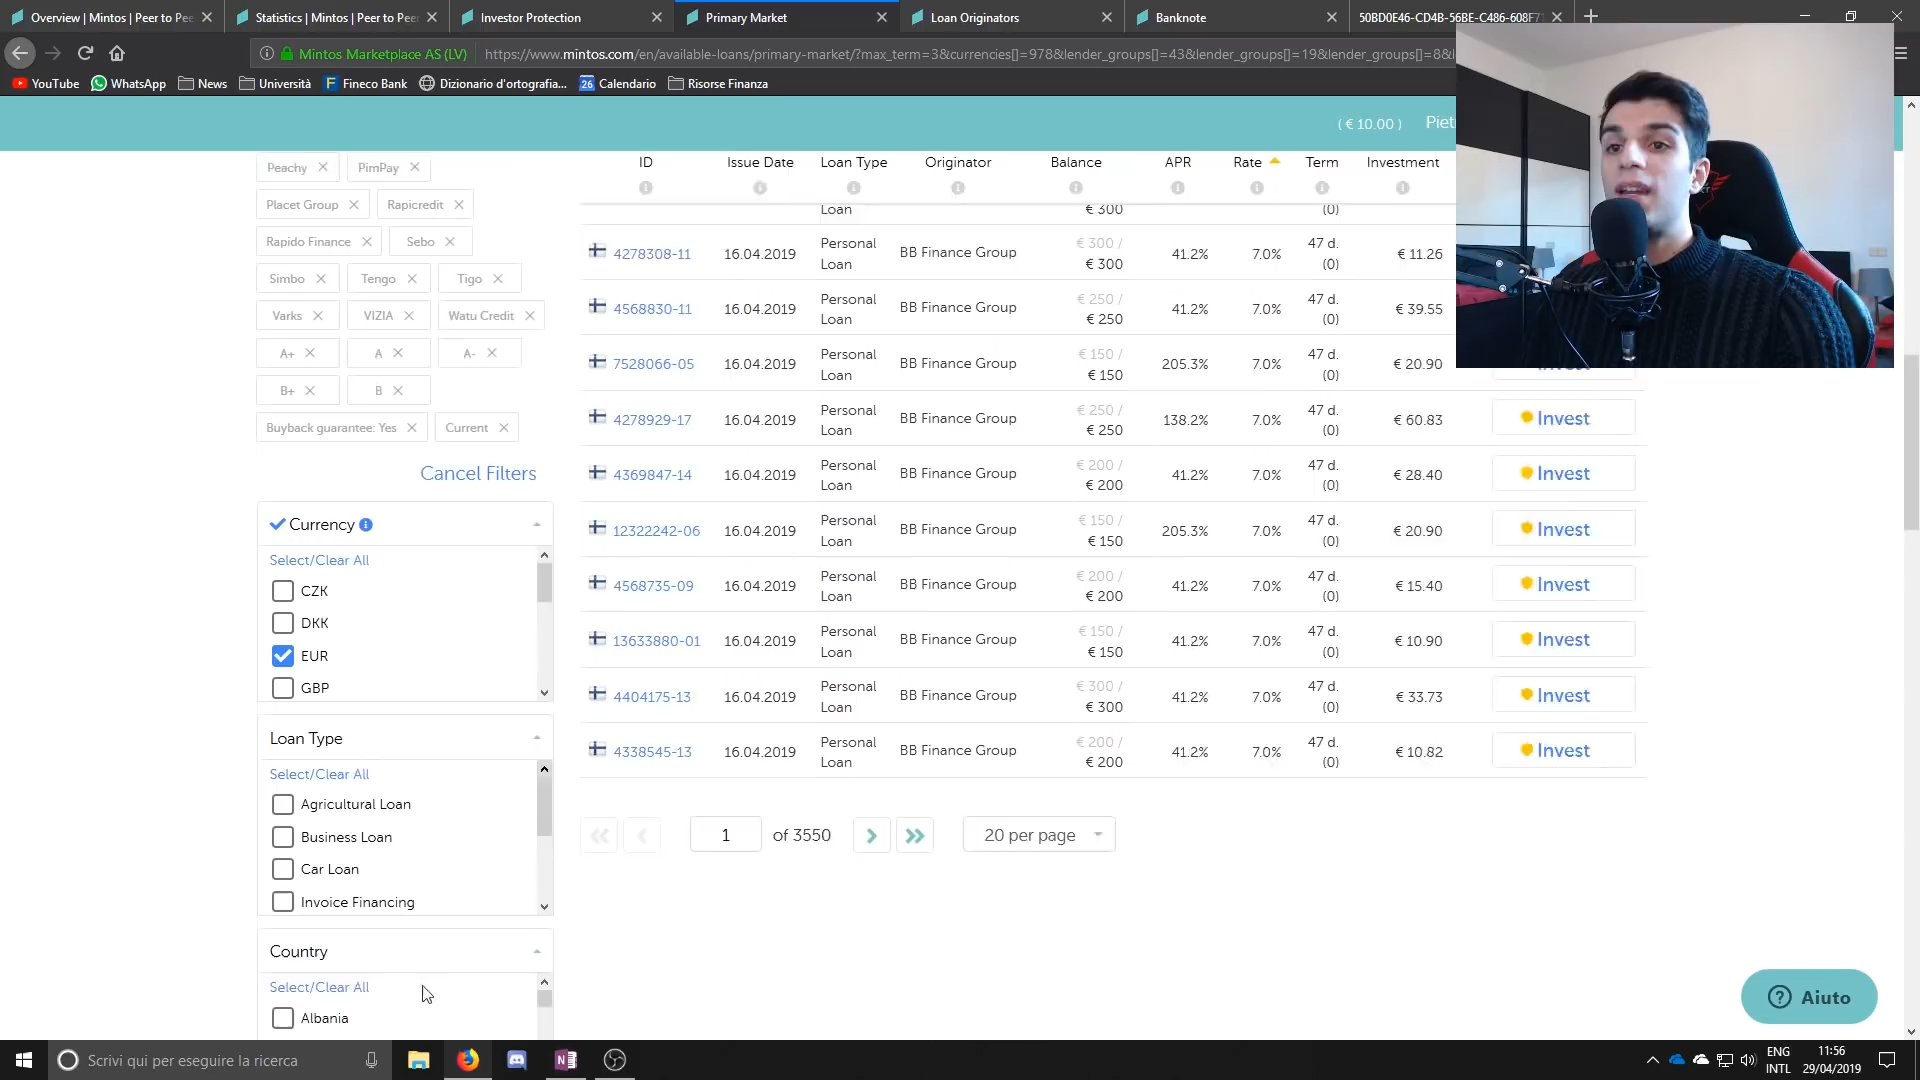 Overview | Mintos | Peer to Pee
Statistics | Mintos | Peer to Peer
Investor Protection
Primary Market
Loan Originators
Banknote
50BD0E46-CD4B-56BE-C486-608F71
Mintos Marketplace AS (LV)
https://www.mintos.com/en/available-loans/primary-market/?max_term=3&currencies[]=978&lender_groups[]=43&lender_groups[]=19&lender_groups[]=8&l
YouTube WhatsApp News Università Fineco Bank Dizionario d'ortografia... 26 Calendario Risorse Finanza
( € 10.00 ) Piet
Peachy PimPay
Placet Group Rapicredit
Rapido Finance Sebo
Simbo Tengo Tigo
Varks VIZIA Watu Credit
A+ A A-
B+ B
Buyback guarantee: Yes Current
Cancel Filters
Currency
Select/Clear All
CZK
DKK
EUR
GBP
Loan Type
Select/Clear All
Agricultural Loan
Business Loan
Car Loan
Invoice Financing
Country
Select/Clear All
Albania
ID Issue Date Loan Type Originator Balance APR Rate Term Investment
Loan € 300 (0)
4278308-11 16.04.2019 Personal Loan BB Finance Group € 300 / € 300 41.2% 7.0% 47 d. (0) € 11.26
4568830-11 16.04.2019 Personal Loan BB Finance Group € 250 / € 250 41.2% 7.0% 47 d. (0) € 39.55
7528066-05 16.04.2019 Personal Loan BB Finance Group € 150 / € 150 205.3% 7.0% 47 d. (0) € 20.90 Invest
4278929-17 16.04.2019 Personal Loan BB Finance Group € 250 / € 250 138.2% 7.0% 47 d. (0) € 60.83 Invest
4369847-14 16.04.2019 Personal Loan BB Finance Group € 200 / € 200 41.2% 7.0% 47 d. (0) € 28.40 Invest
12322242-06 16.04.2019 Personal Loan BB Finance Group € 150 / € 150 205.3% 7.0% 47 d. (0) € 20.90 Invest
4568735-09 16.04.2019 Personal Loan BB Finance Group € 200 / € 200 41.2% 7.0% 47 d. (0) € 15.40 Invest
13633880-01 16.04.2019 Personal Loan BB Finance Group € 150 / € 150 41.2% 7.0% 47 d. (0) € 10.90 Invest
4404175-13 16.04.2019 Personal Loan BB Finance Group € 300 / € 300 41.2% 7.0% 47 d. (0) € 33.73 Invest
4338545-13 16.04.2019 Personal Loan BB Finance Group € 200 / € 200 41.2% 7.0% 47 d. (0) € 10.82 Invest
1 of 3550 20 per page
Aiuto
Scrivi qui per eseguire la ricerca
ENG
INTL
11:56
29/04/2019